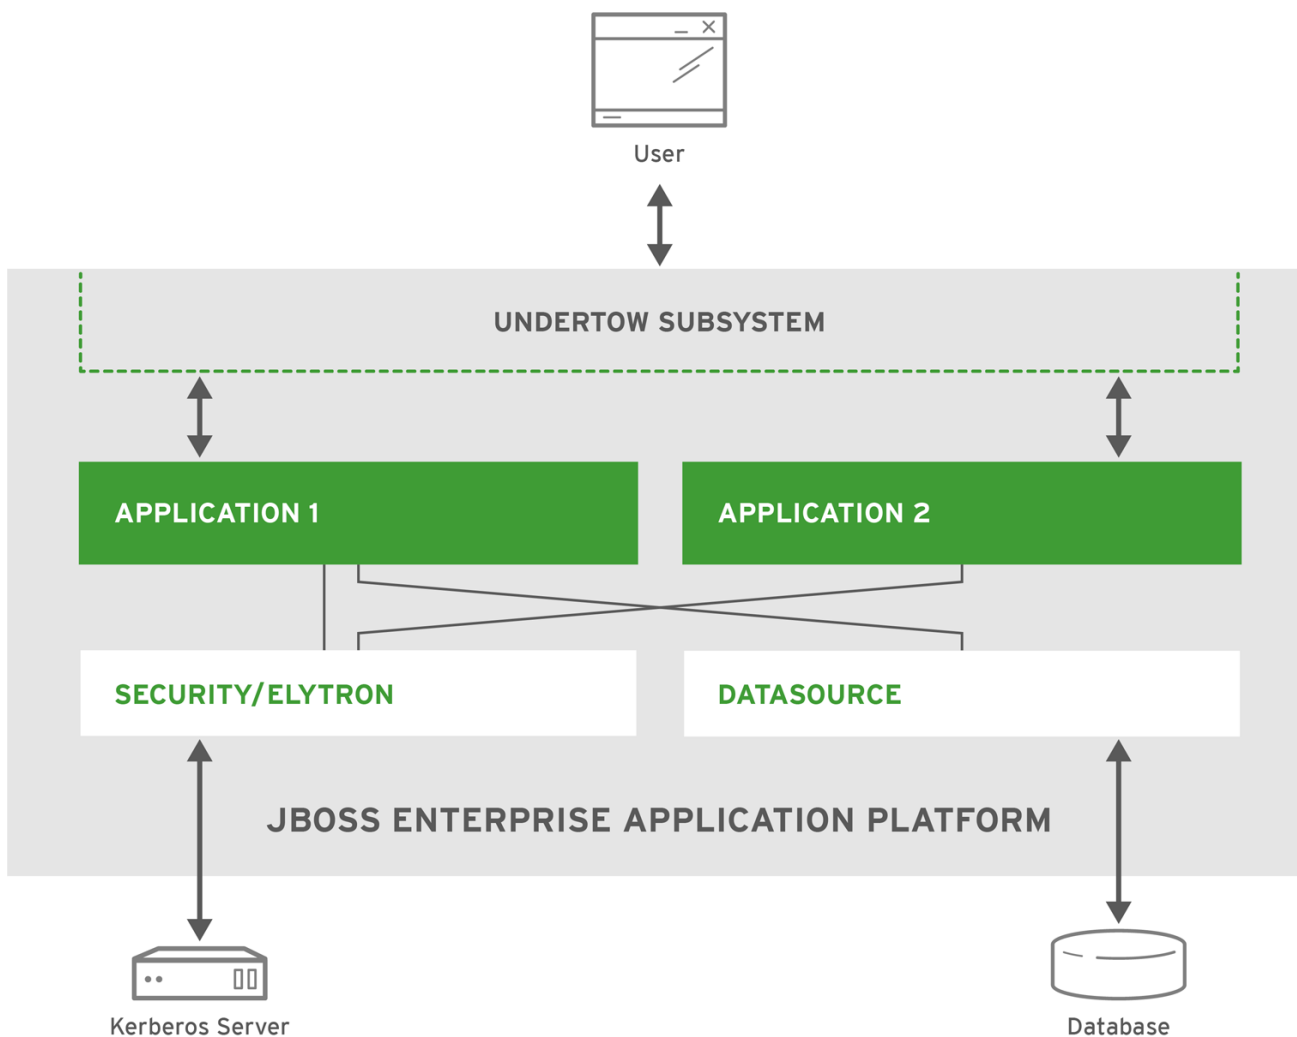 User
UNDERTOW SUBSYSTEM
APPLICATION 1
APPLICATION 2
SECURITY/ELYTRON
DATASOURCE
JBOSS ENTERPRISE APPLICATION PLATFORM
Kerberos Server
Database